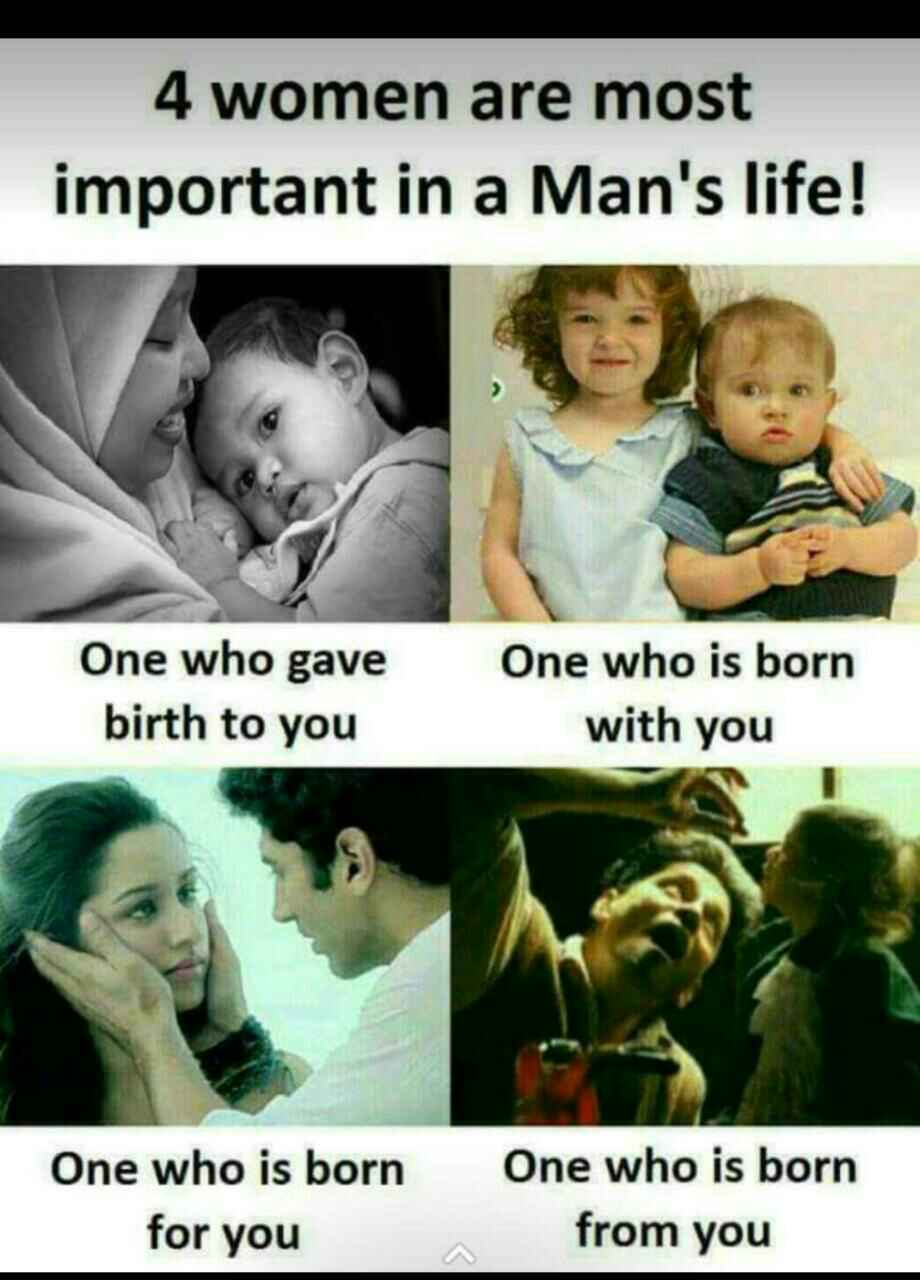 4 women are most
important in a Man's life!
One who gave
birth to you
One who is born
with you
One who is born
for you
One who is born
from you